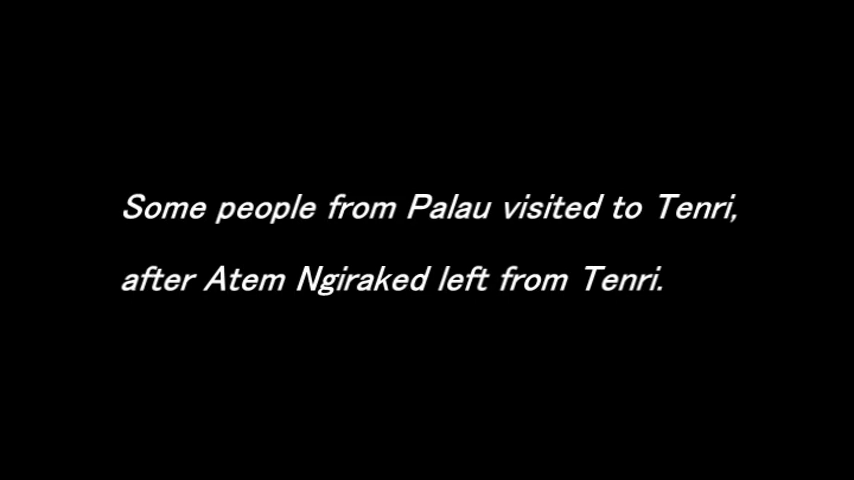 Some people from Palau visited to Tenri,
after Atem Ngiraked left from Tenri.